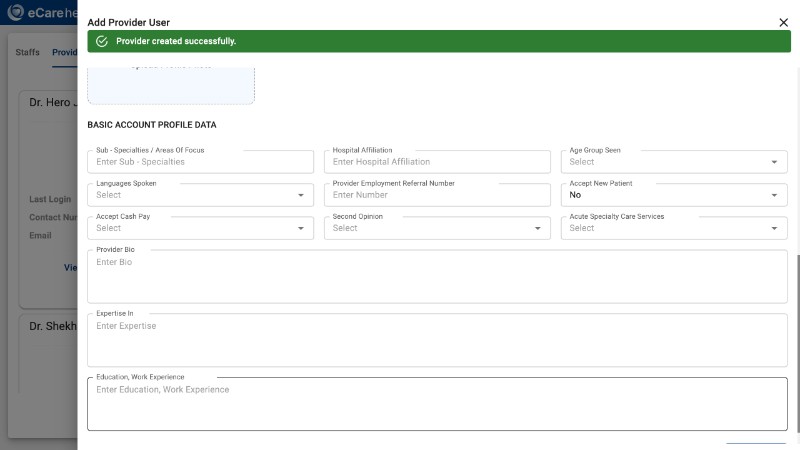 eCare he
Add Provider User
Provider created successfully.
Staffs Provid
Dr. Hero J
BASIC ACCOUNT PROFILE DATA
Sub - Specialties / Areas Of Focus
Enter Sub - Specialties
Hospital Affiliation
Enter Hospital Affiliation
Age Group Seen
Select
Languages Spoken
Select
Provider Employment Referral Number
Enter Number
Accept New Patient
No
Accept Cash Pay
Select
Second Opinion
Select
Acute Specialty Care Services
Select
Last Login
Contact Nur
Email
Vie
Provider Bio
Enter Bio
Dr. Shekh
Expertise In
Enter Expertise
Education, Work Experience
Enter Education, Work Experience